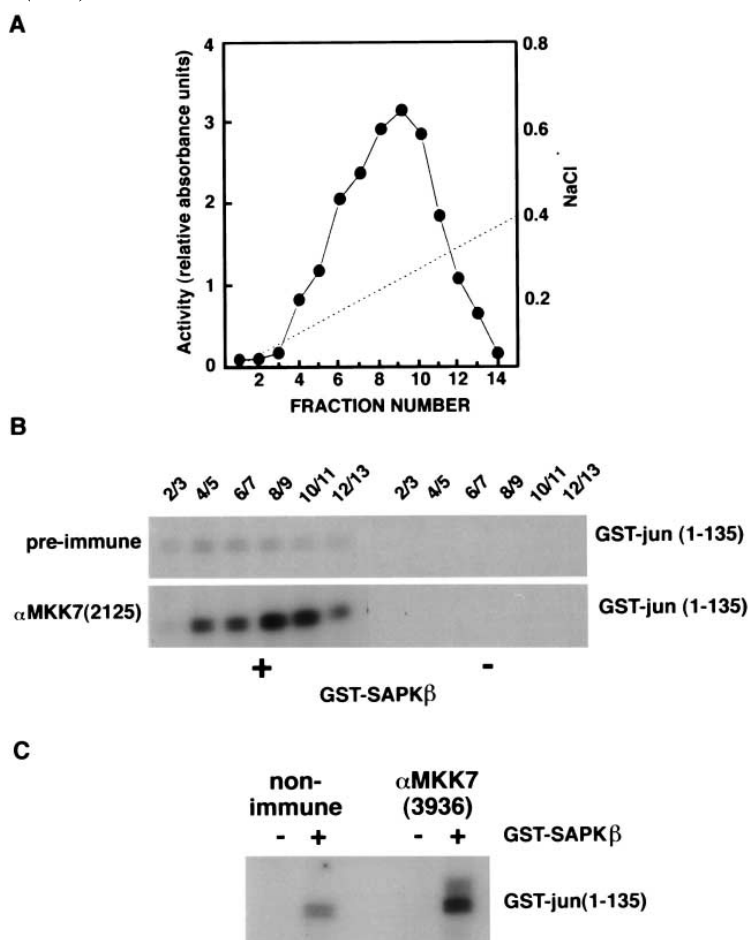 A
4
3
2
1
0
Activity (relative absorbance units)
0.8
0.6
0.4
0.2
NaCl
2 4 6 8 10 12 14
FRACTION NUMBER
B
2/3 4/5 6/7 8/9 10/11 12/13 2/3 4/5 6/7 8/9 10/11 12/13
pre-immune GST-jun (1-135)
αMKK7(2125) GST-jun (1-135)
+ -
GST-SAPKβ
C
non-immune
αMKK7 (3936)
- + - + GST-SAPKβ
GST-jun(1-135)